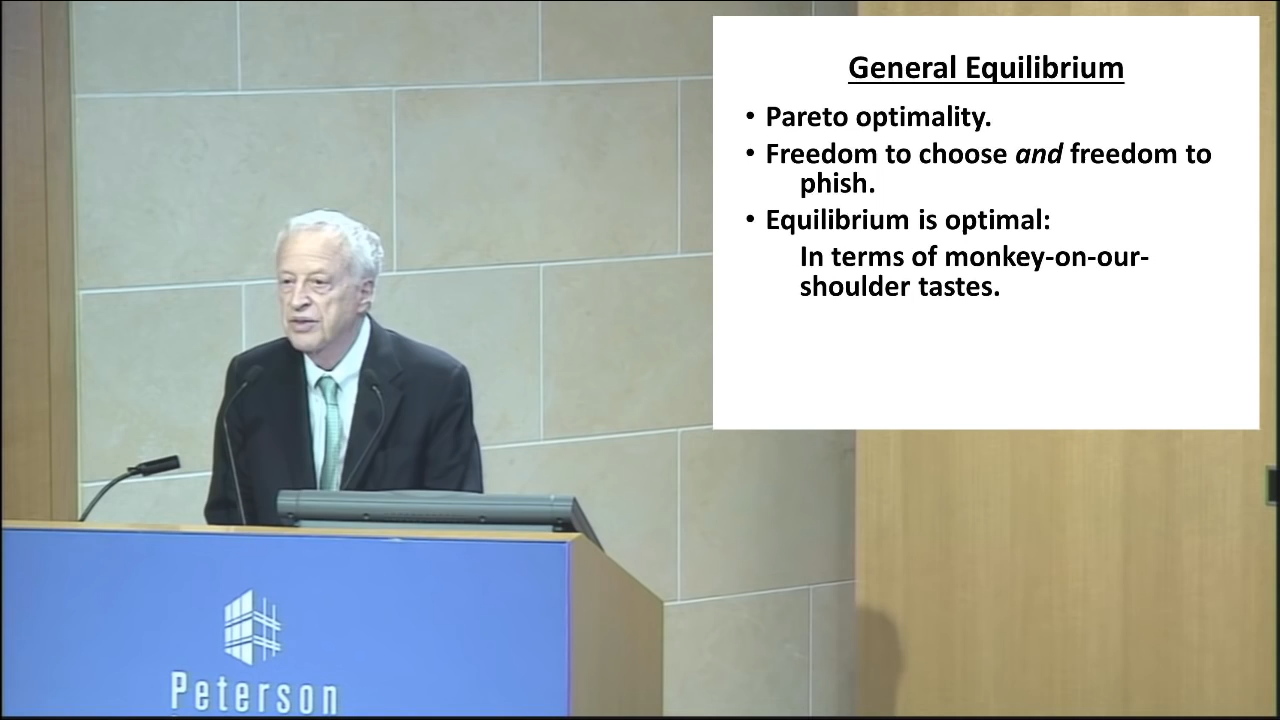 General Equilibrium
• Pareto optimality.
• Freedom to choose and freedom to
phish.
• Equilibrium is optimal:
In terms of monkey-on-our-
shoulder tastes.
Peterson